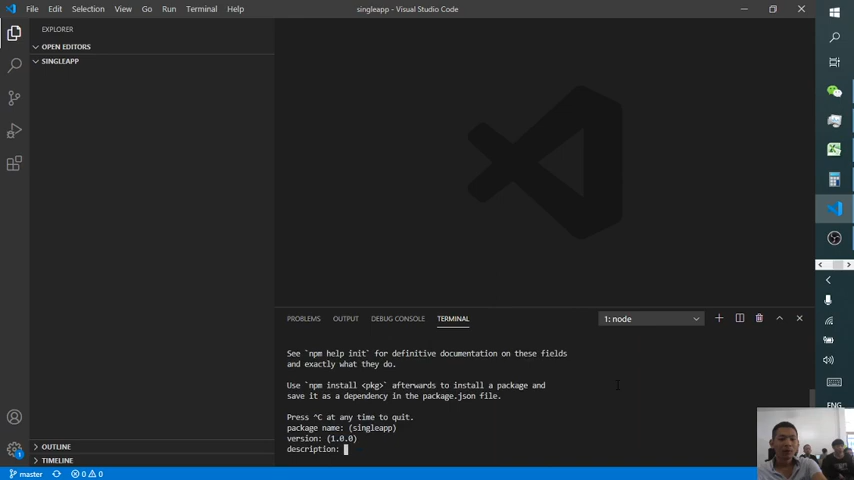 File Edit Selection View Go Run Terminal Help
singleapp - Visual Studio Code
EXPLORER
OPEN EDITORS
SINGLEAPP
OUTLINE
TIMELINE
PROBLEMS OUTPUT DEBUG CONSOLE TERMINAL
1: node
See `npm help init` for definitive documentation on these fields
and exactly what they do.
Use `npm install <pkg>` afterwards to install a package and
save it as a dependency in the package.json file.
Press ^C at any time to quit.
package name: (singleapp)
version: (1.0.0)
description:
master
0 0
1
ENG